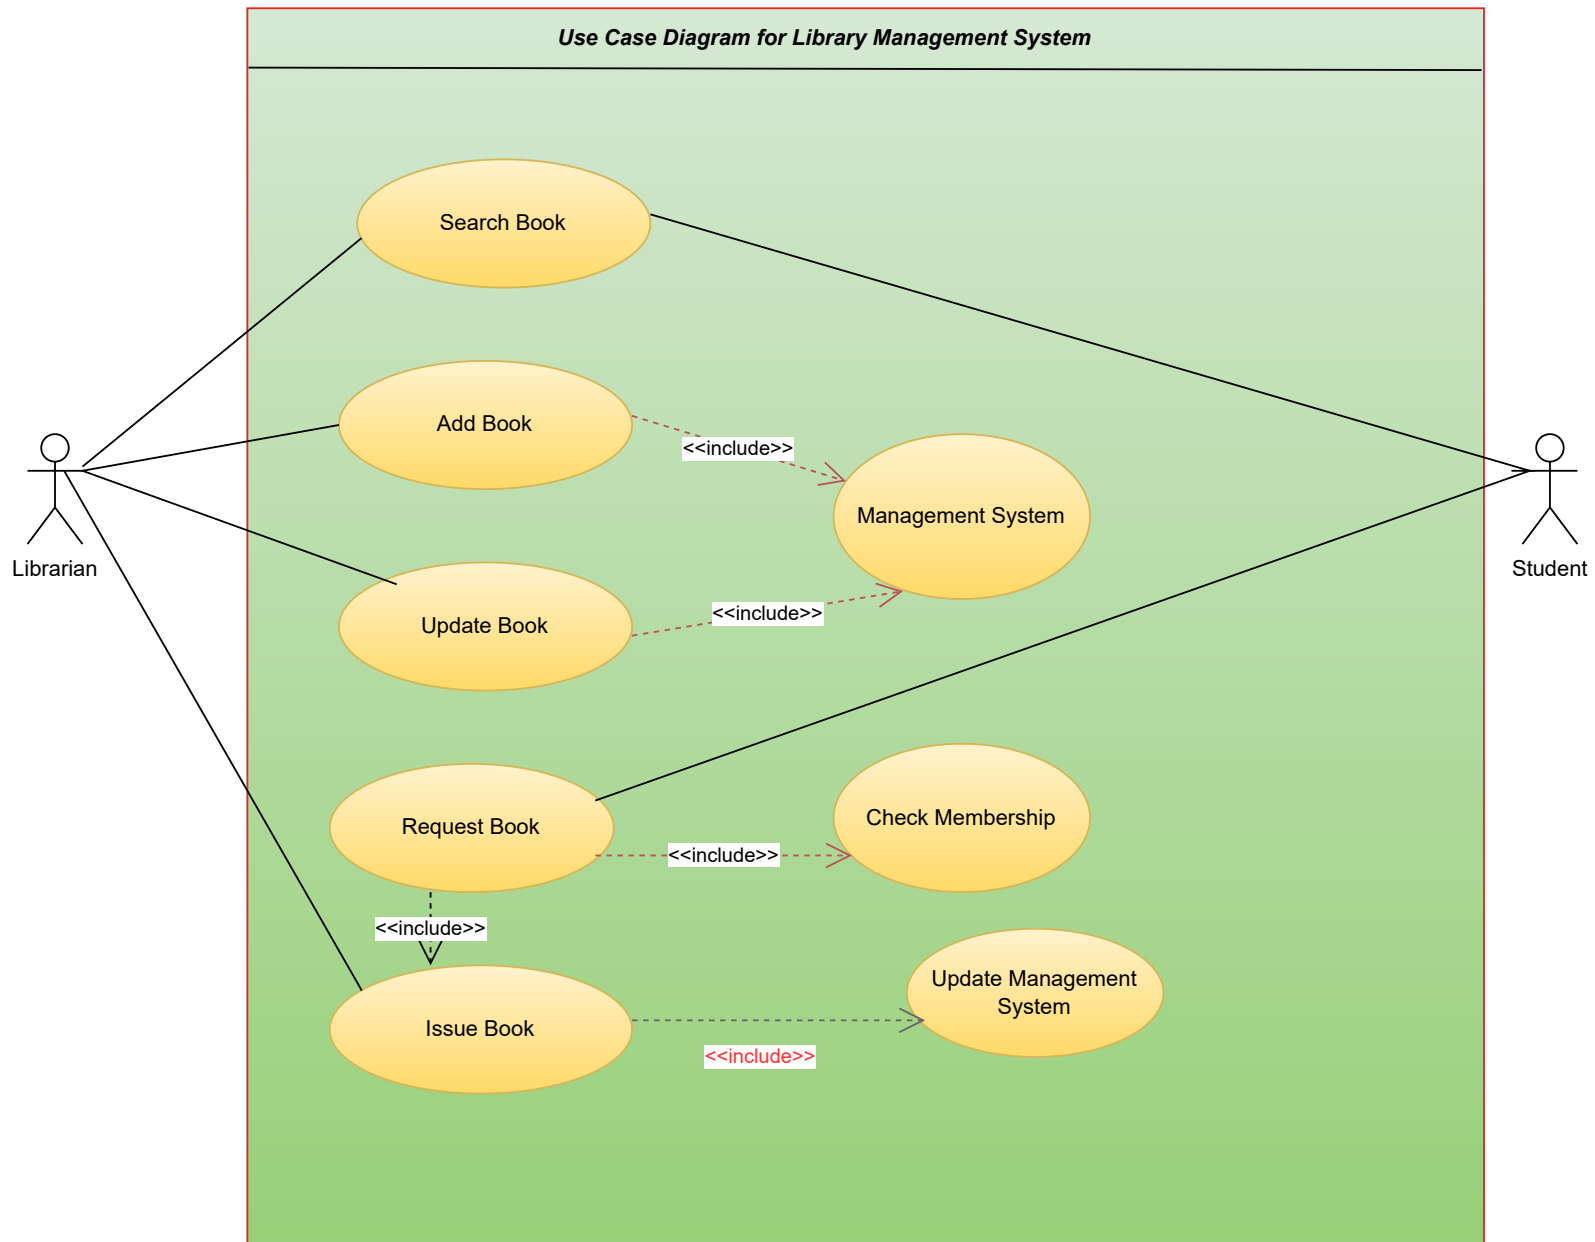 Use Case Diagram for Library Management System
Search Book
Add Book
<<include>>
Management System
Librarian
Student
<<include>>
Update Book
Request Book
Check Membership
<<include>>
<<include>>
Update Management
System
Issue Book
<<include>>